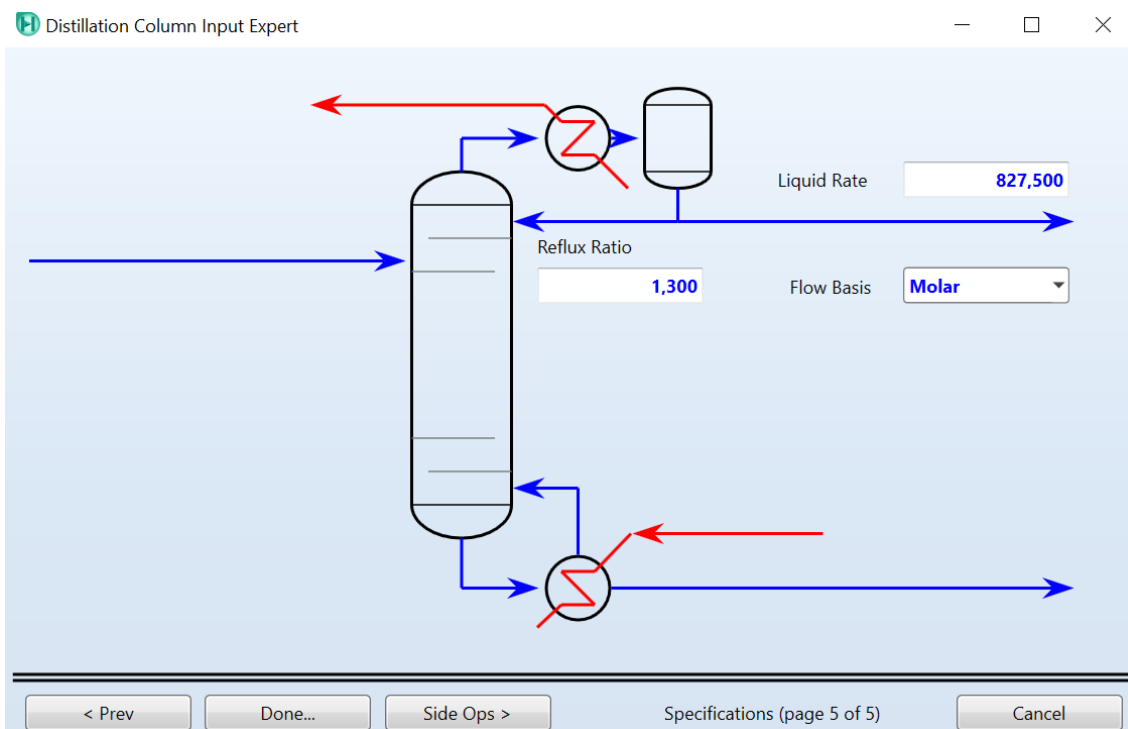 Distillation Column Input Expert
Liquid Rate 827,500
Reflux Ratio
1,300 Flow Basis Molar
< Prev Done... Side Ops > Specifications (page 5 of 5) Cancel